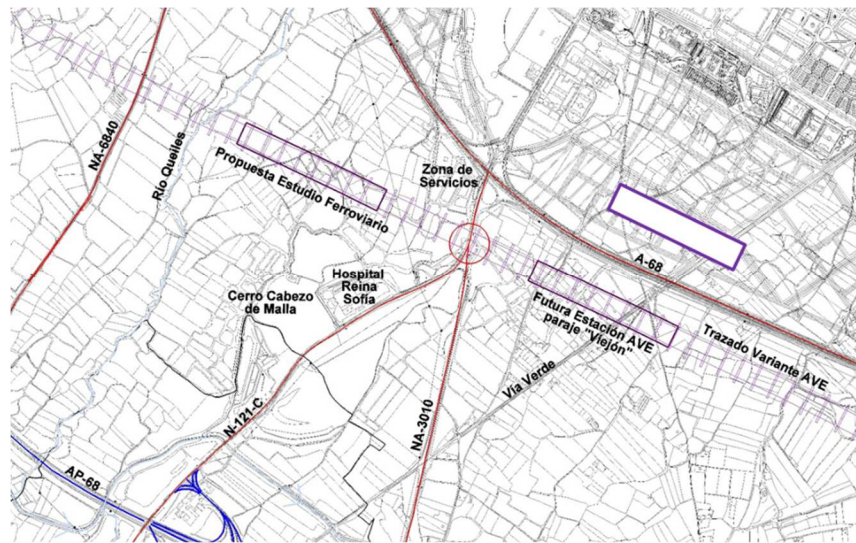 NA-6840
Río Queiles
Propuesta Estudio Ferroviario
Zona de
Servicios
A-68
Hospital
Reina
Sofía
Cerro Cabezo
de Malla
Futura Estación AVE
paraje "Viejón"
Trazado Variante AVE
Vía Verde
N-121-C
NA-3010
AP-68